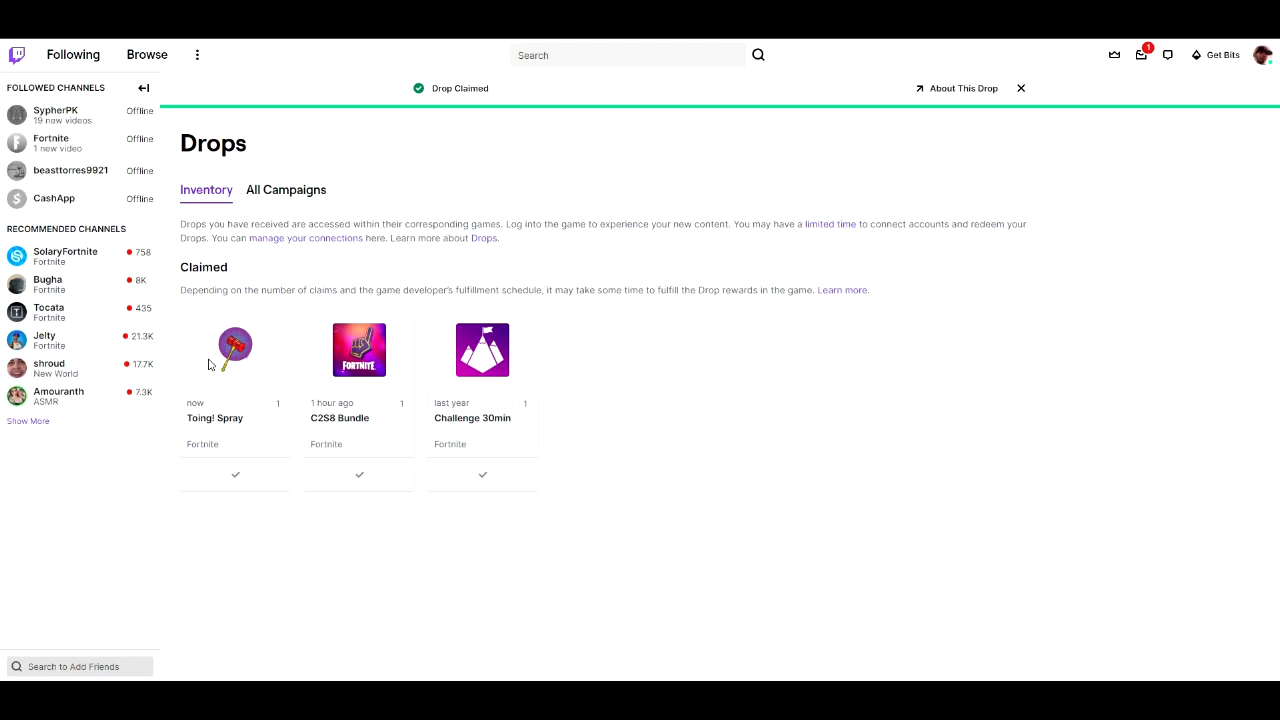 Following
Browse
Search
1
Get Bits
FOLLOWED CHANNELS
SypherPK
Offline
19 new videos
Fortnite
Offline
1 new video
beasttorres9921
Offline
CashApp
Offline
RECOMMENDED CHANNELS
SolaryFortnite
758
Fortnite
Bugha
8K
Fortnite
Tocata
435
Fortnite
Jelty
21.3K
Fortnite
shroud
17.7K
New World
Amouranth
7.3K
ASMR
Show More
Search to Add Friends
Drop Claimed
About This Drop
Drops
Inventory
All Campaigns
Drops you have received are accessed within their corresponding games. Log into the game to experience your new content. You may have a limited time to connect accounts and redeem your
Drops. You can manage your connections here. Learn more about Drops.
Claimed
Depending on the number of claims and the game developer's fulfillment schedule, it may take some time to fulfill the Drop rewards in the game. Learn more.
now 1
Toing! Spray
Fortnite
FORTNITE
1 hour ago 1
C2S8 Bundle
Fortnite
last year 1
Challenge 30min
Fortnite